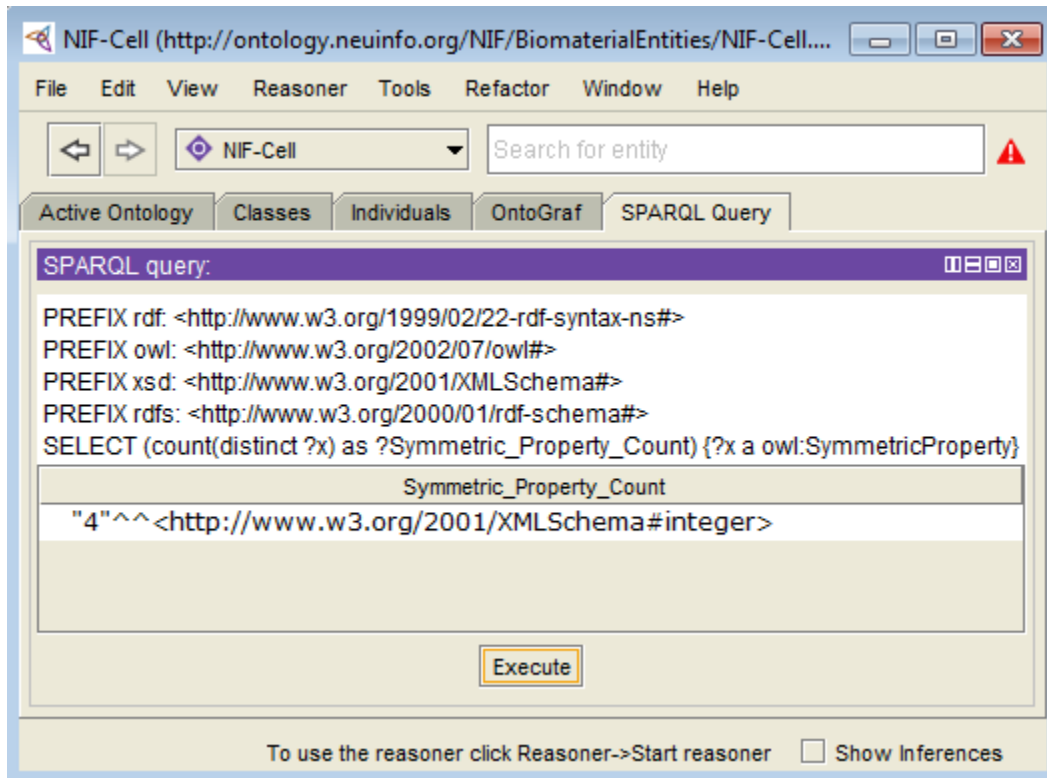 NIF-Cell (http://ontology.neuinfo.org/NIF/BiomaterialEntities/NIF-Cell....
File Edit View Reasoner Tools Refactor Window Help
NIF-Cell Search for entity
Active Ontology Classes Individuals OntoGraf SPARQL Query
SPARQL query:
PREFIX rdf: <http://www.w3.org/1999/02/22-rdf-syntax-ns#>
PREFIX owl: <http://www.w3.org/2002/07/owl#>
PREFIX xsd: <http://www.w3.org/2001/XMLSchema#>
PREFIX rdfs: <http://www.w3.org/2000/01/rdf-schema#>
SELECT (count(distinct ?x) as ?Symmetric_Property_Count) {?x a owl:SymmetricProperty}
Symmetric_Property_Count
"4"^^<http://www.w3.org/2001/XMLSchema#integer>
Execute
To use the reasoner click Reasoner->Start reasoner Show Inferences